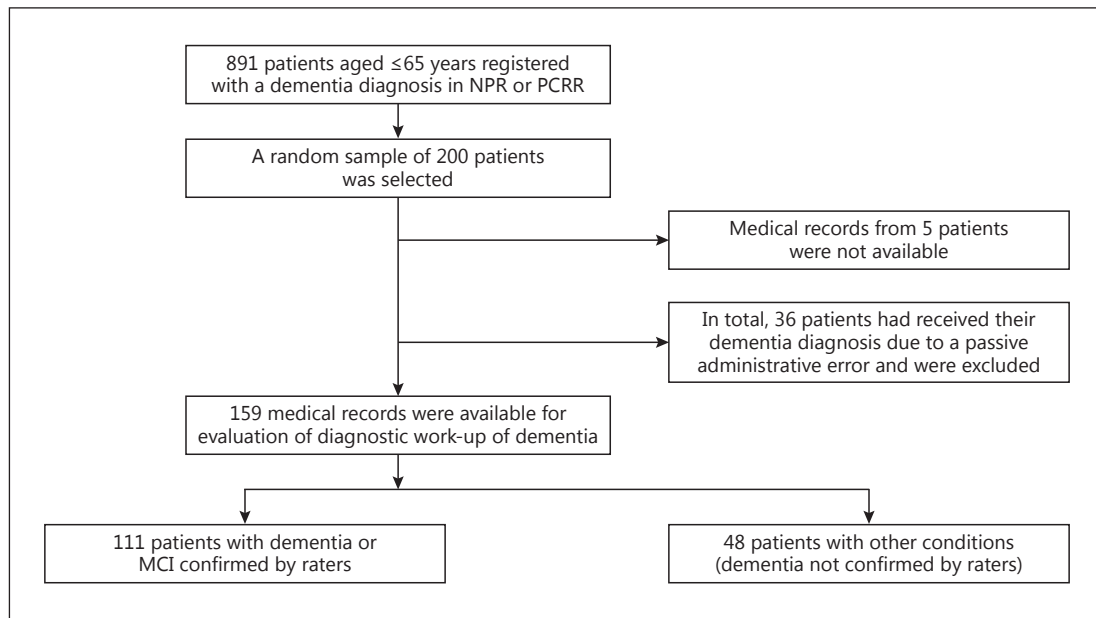 891 patients aged ≤65 years registered
with a dementia diagnosis in NPR or PCRR
A random sample of 200 patients
was selected
Medical records from 5 patients
were not available
In total, 36 patients had received their
dementia diagnosis due to a passive
administrative error and were excluded
159 medical records were available for
evaluation of diagnostic work-up of dementia
111 patients with dementia or
MCI confirmed by raters
48 patients with other conditions
(dementia not confirmed by raters)